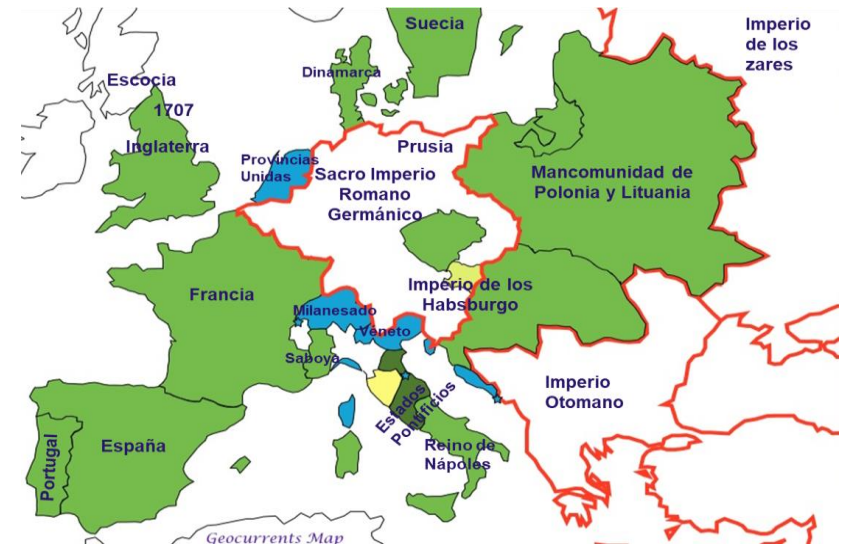 Suecia
Imperio
de los
zares
Escocia
Dinamarca
1707
Inglaterra
Prusia
Provincias
Unidas
Sacro Imperio
Romano
Germánico
Mancomunidad de
Polonia y Lituania
Francia
Imperio de los
Habsburgo
Milanesado
Véneto
Saboya
Imperio
Otomano
Estados
Pontificios
Portugal
España
Reino de
Nápoles
Geocurrents Map